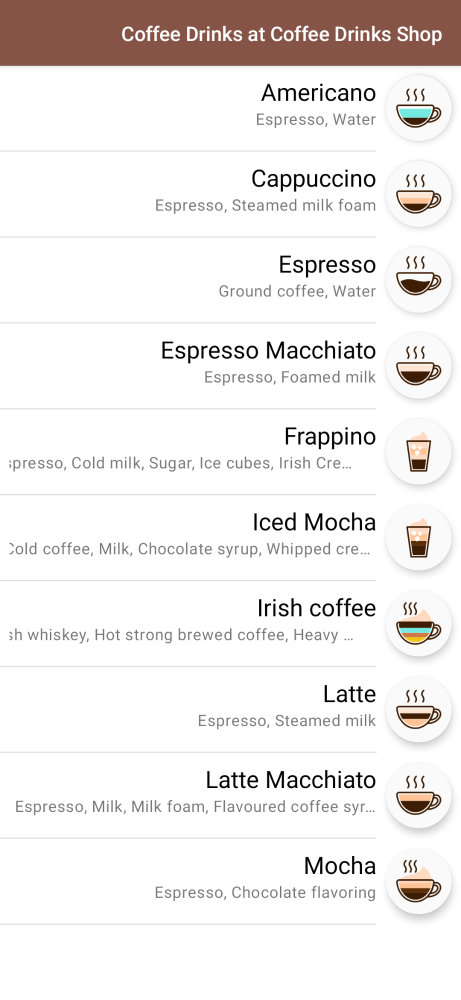 Coffee Drinks at Coffee Drinks Shop
Americano
Espresso, Water
Cappuccino
Espresso, Steamed milk foam
Espresso
Ground coffee, Water
Espresso Macchiato
Espresso, Foamed milk
Frappino
spresso, Cold milk, Sugar, Ice cubes, Irish Cre…
Iced Mocha
Cold coffee, Milk, Chocolate syrup, Whipped cre…
Irish coffee
sh whiskey, Hot strong brewed coffee, Heavy …
Latte
Espresso, Steamed milk
Latte Macchiato
Espresso, Milk, Milk foam, Flavoured coffee syr…
Mocha
Espresso, Chocolate flavoring